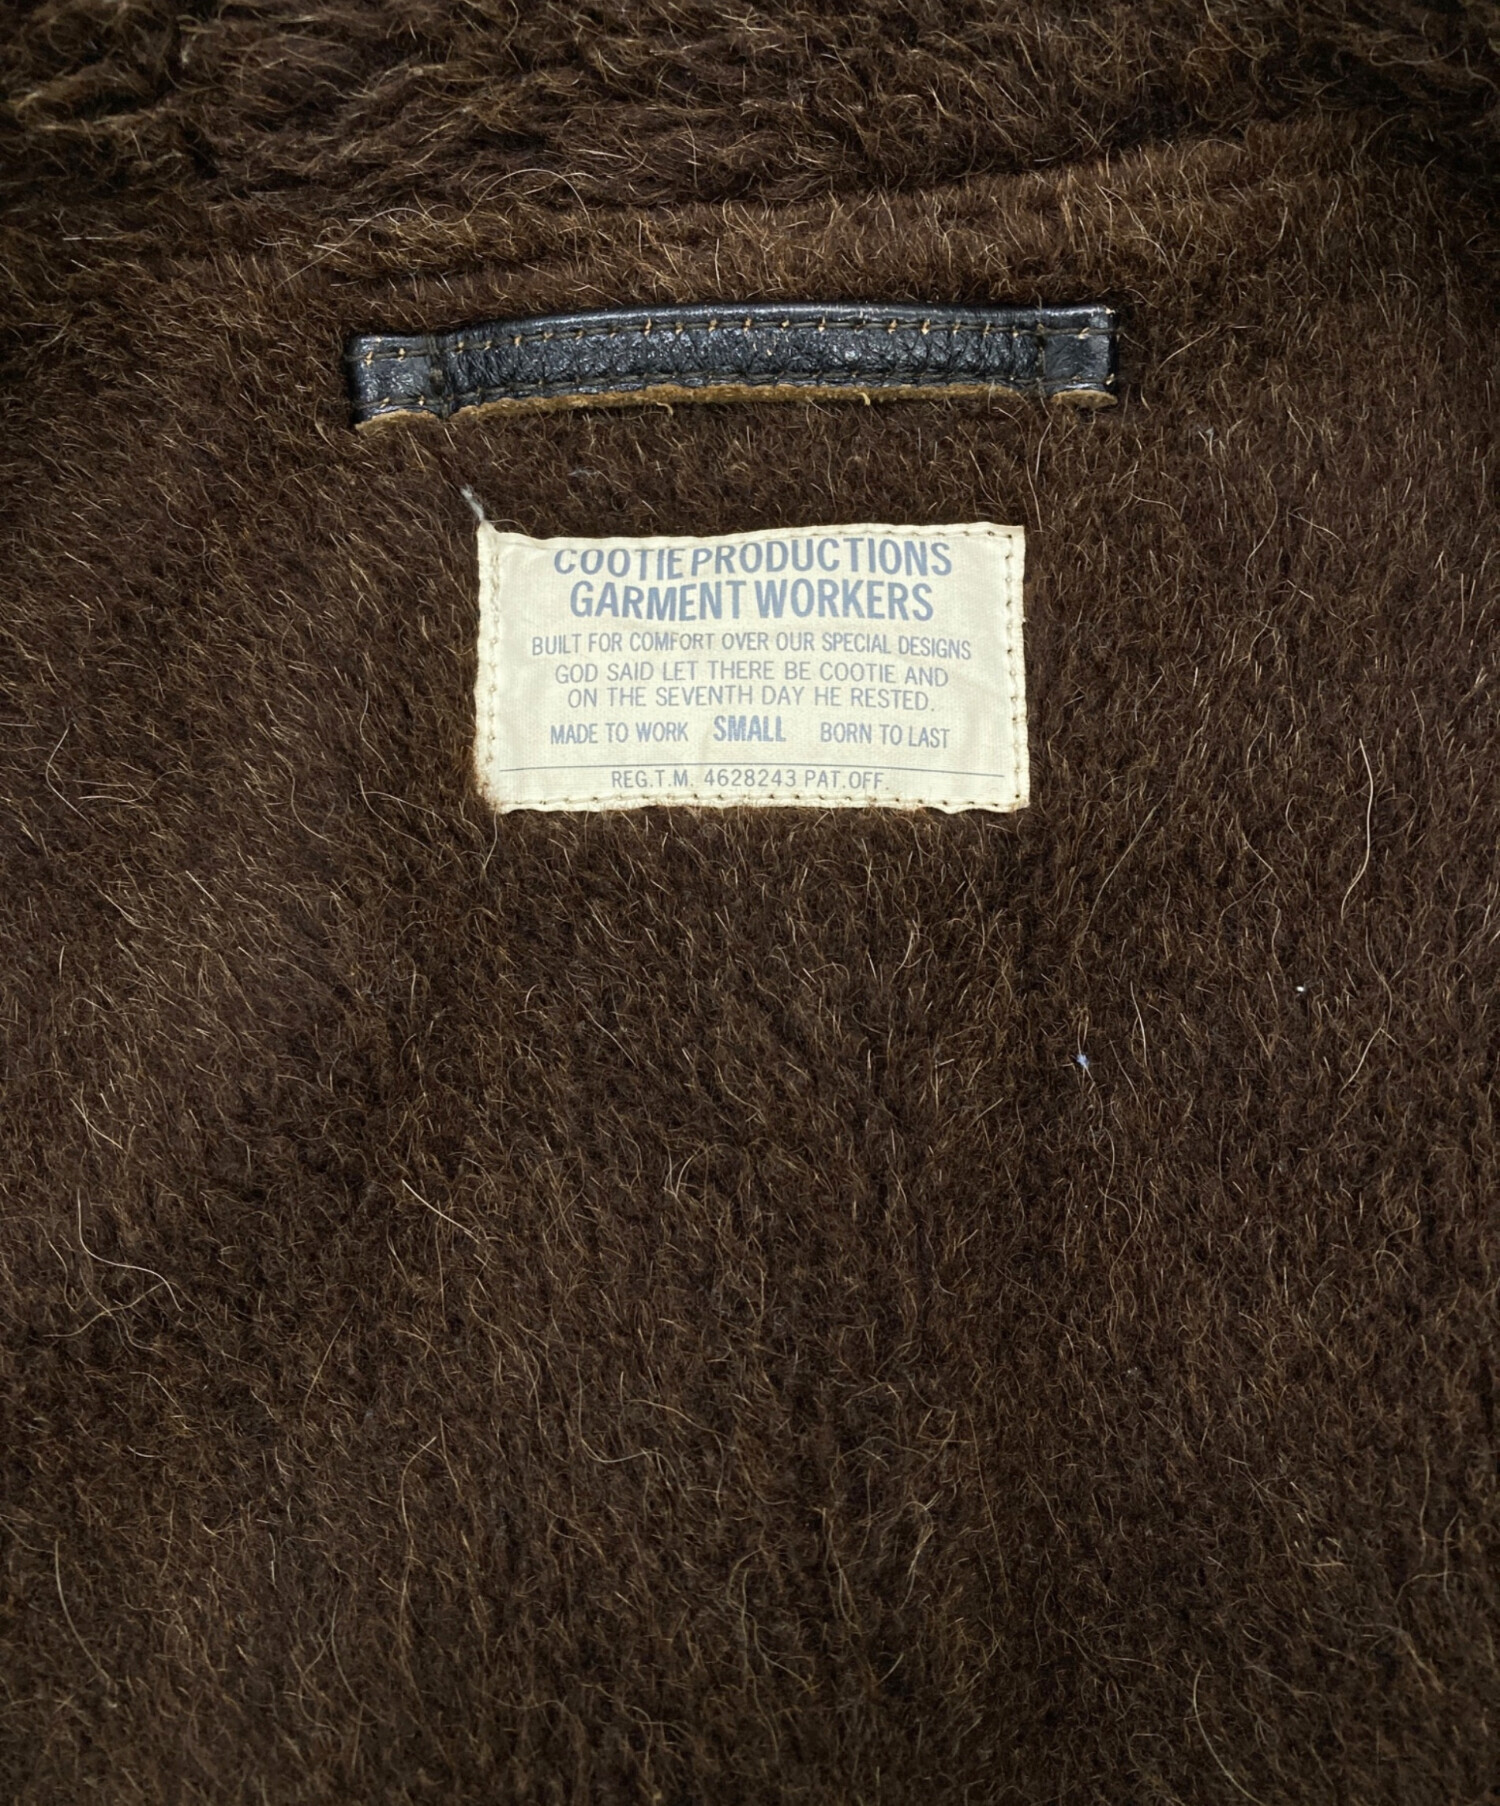 COOTIE PRODUCTIONS
GARMENT WORKERS
BUILT FOR COMFORT OVER OUR SPECIAL DESIGNS
GOD SAID LET THERE BE COOTIE AND
ON THE SEVENTH DAY HE RESTED.
MADE TO WORK SMALL BORN TO LAST
REG.T.M. 4628243 PAT.OFF.